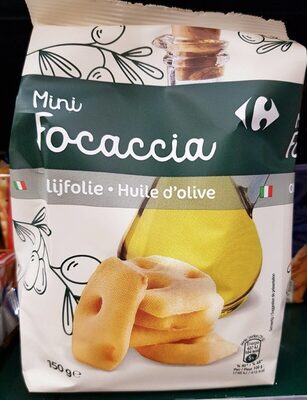 Mini
Focaccia
lijfolie • Huile d'olive
150 g e